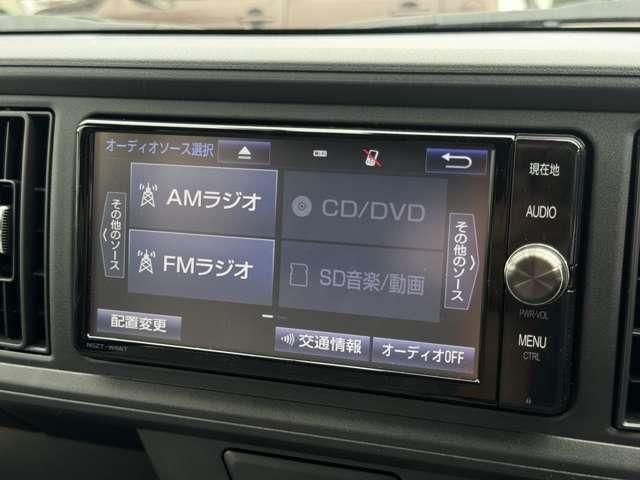 オーディオソース選択
現在地
AMラジオ
CD/DVD
AUDIO
その他のソース
その他のソース
FMラジオ
SD音楽/動画
PWR-VOL
配置変更
交通情報
オーディオOFF
MENU
CTRL
NSZT-W66T